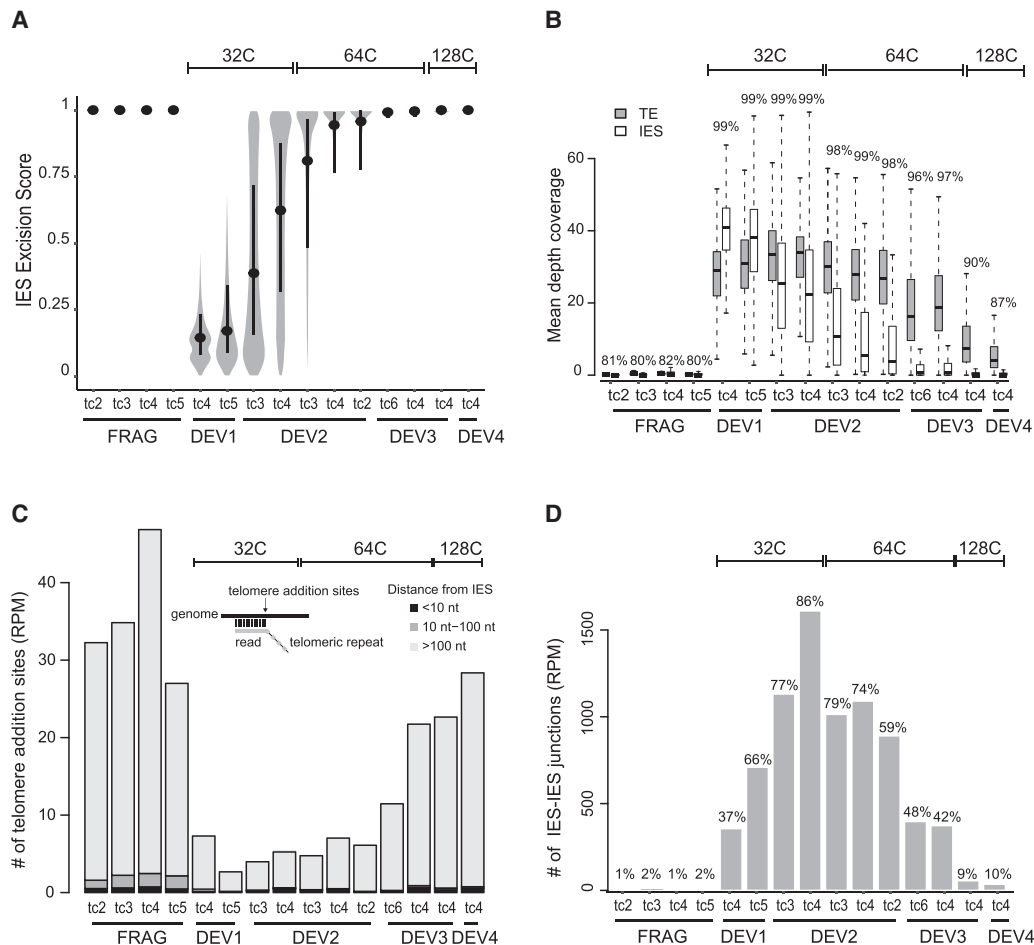 A
32C 64C 128C
IES Excision Score
1
0.75
0.5
0.25
0
tc2 tc3 tc4 tc5 tc4 tc5 tc3 tc4 tc3 tc4 tc2 tc6 tc4 tc4 tc4
FRAG DEV1 DEV2 DEV3 DEV4
B
32C 64C 128C
TE
IES
Mean depth coverage
60
40
20
0
81% 80% 82% 80% 99% 99% 99% 99% 98% 99% 98% 96% 97% 90% 87%
tc2 tc3 tc4 tc5 tc4 tc5 tc3 tc4 tc3 tc4 tc2 tc6 tc4 tc4 tc4
FRAG DEV1 DEV2 DEV3 DEV4
C
32C 64C 128C
# of telomere addition sites (RPM)
40
30
20
10
0
telomere addition sites
genome
read
telomeric repeat
Distance from IES
<10 nt
10 nt–100 nt
>100 nt
tc2 tc3 tc4 tc5 tc4 tc5 tc3 tc4 tc3 tc4 tc2 tc6 tc4 tc4 tc4
FRAG DEV1 DEV2 DEV3 DEV4
D
32C 64C 128C
# of IES-IES junctions (RPM)
1500
1000
500
0
1% 2% 1% 2% 37% 66% 77% 86% 79% 74% 59% 48% 42% 9% 10%
tc2 tc3 tc4 tc5 tc4 tc5 tc3 tc4 tc3 tc4 tc2 tc6 tc4 tc4 tc4
FRAG DEV1 DEV2 DEV3 DEV4